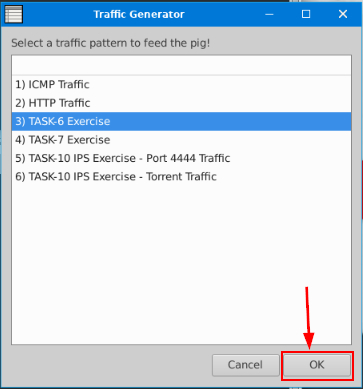 Traffic Generator
Select a traffic pattern to feed the pig!
1) ICMP Traffic
2) HTTP Traffic
3) TASK-6 Exercise
4) TASK-7 Exercise
5) TASK-10 IPS Exercise - Port 4444 Traffic
6) TASK-10 IPS Exercise - Torrent Traffic
Cancel OK